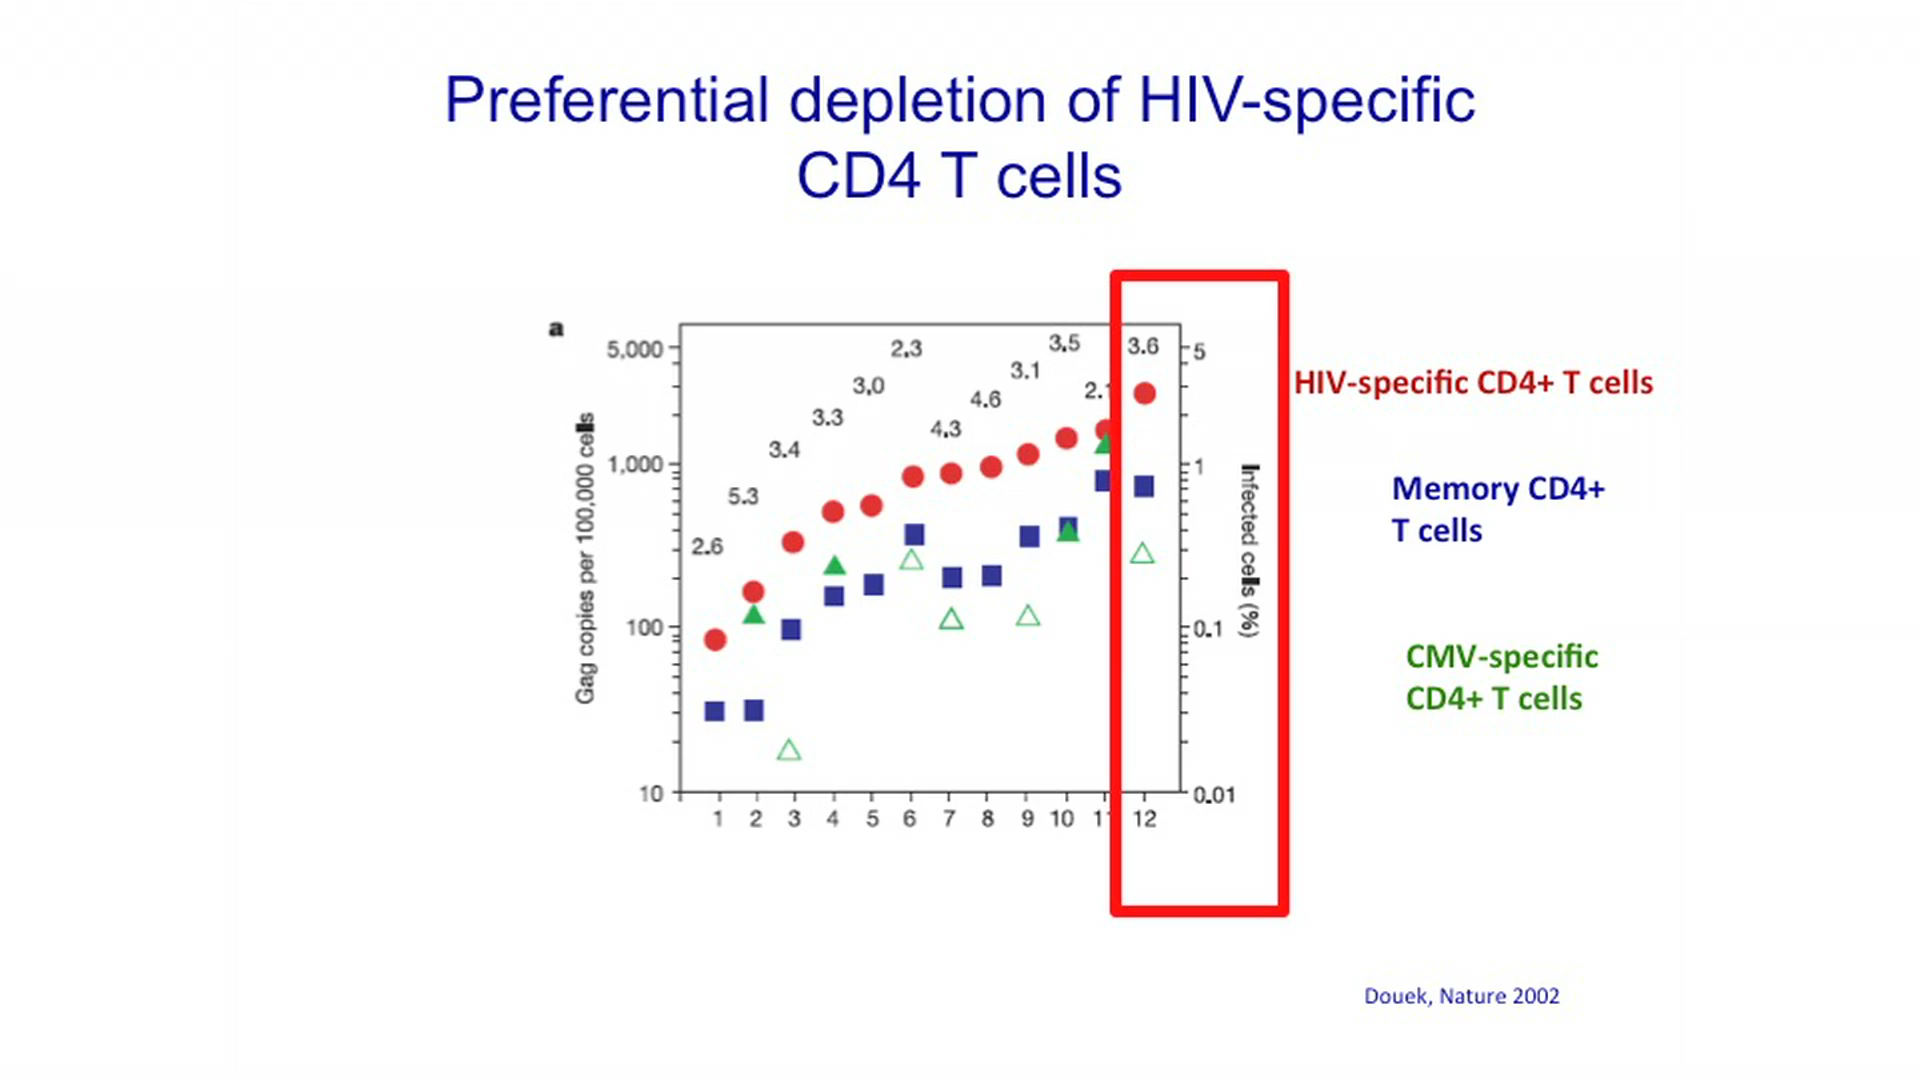 Preferential depletion of HIV-specific
CD4 T cells
a
5,000
1,000
100
10
Gag copies per 100,000 cells
2.6
5.3
3.4
3.3
3.0
2.3
4.3
4.6
3.1
3.5
2.1
3.6
5
1
0.1
0.01
Infected cells (%)
1 2 3 4 5 6 7 8 9 10 11 12
HIV-specific CD4+ T cells
Memory CD4+
T cells
CMV-specific
CD4+ T cells
Douek, Nature 2002